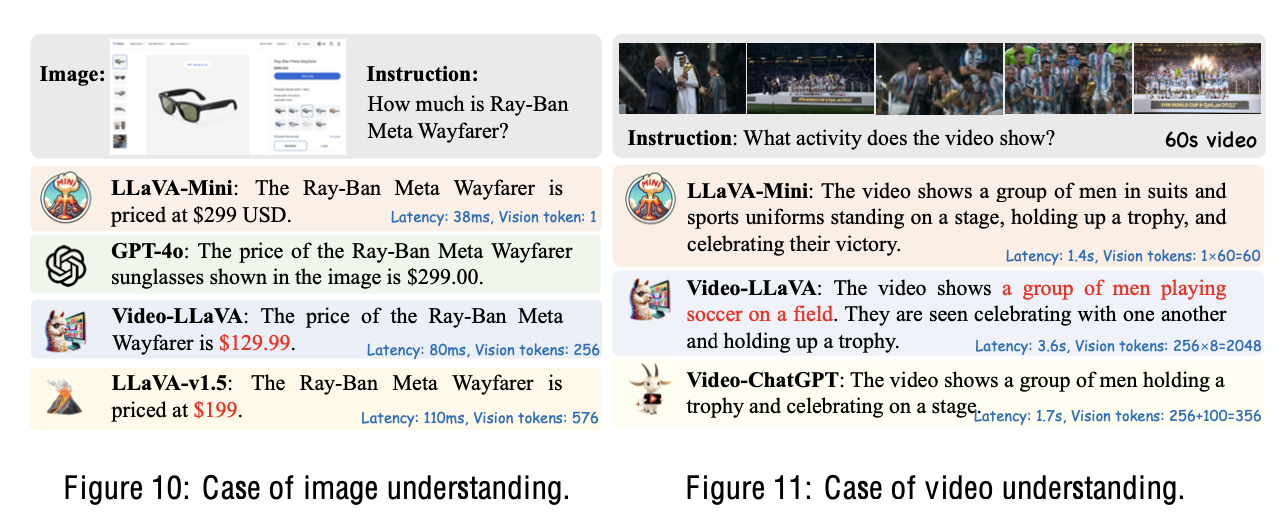 Image:
Ray-Ban Meta Wayfarer
Instruction:
How much is Ray-Ban
Meta Wayfarer?
MINI
LLaVA-Mini: The Ray-Ban Meta Wayfarer is
priced at $299 USD.
Latency: 38ms, Vision token: 1
GPT-4o: The price of the Ray-Ban Meta Wayfarer
sunglasses shown in the image is $299.00.
Video-LLaVA: The price of the Ray-Ban Meta
Wayfarer is $129.99.
Latency: 80ms, Vision tokens: 256
LLaVA-v1.5: The Ray-Ban Meta Wayfarer is
priced at $199.
Latency: 110ms, Vision tokens: 576
Figure 10: Case of image understanding.
FIFA WORLD CUP Qatar2022
Instruction: What activity does the video show?
60s video
MINI
LLaVA-Mini: The video shows a group of men in suits and
sports uniforms standing on a stage, holding up a trophy, and
celebrating their victory.
Latency: 1.4s, Vision tokens: 1×60=60
Video-LLaVA: The video shows a group of men playing
soccer on a field. They are seen celebrating with one another
and holding up a trophy.
Latency: 3.6s, Vision tokens: 256×8=2048
Video-ChatGPT: The video shows a group of men holding a
trophy and celebrating on a stage.
Latency: 1.7s, Vision tokens: 256+100=356
Figure 11: Case of video understanding.